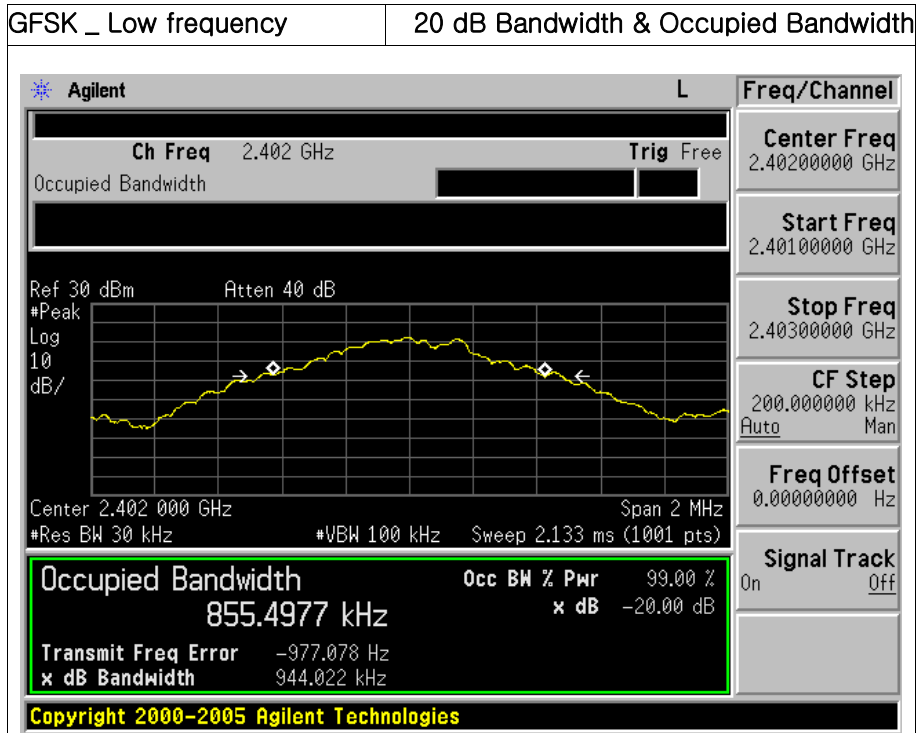 GFSK _ Low frequency
20 dB Bandwidth & Occupied Bandwidth
Agilent
L
Freq/Channel
Ch Freq 2.402 GHz
Trig Free
Occupied Bandwidth
Center Freq
2.40200000 GHz
Start Freq
2.40100000 GHz
Stop Freq
2.40300000 GHz
CF Step
200.000000 kHz
Auto Man
Freq Offset
0.00000000 Hz
Signal Track
On Off
Ref 30 dBm
Atten 40 dB
#Peak
Log
10
dB/
Center 2.402 000 GHz
Span 2 MHz
#Res BW 30 kHz
#VBW 100 kHz
Sweep 2.133 ms (1001 pts)
Occupied Bandwidth
855.4977 kHz
Occ BW % Pwr 99.00 %
x dB -20.00 dB
Transmit Freq Error -977.078 Hz
x dB Bandwidth 944.022 kHz
Copyright 2000-2005 Agilent Technologies